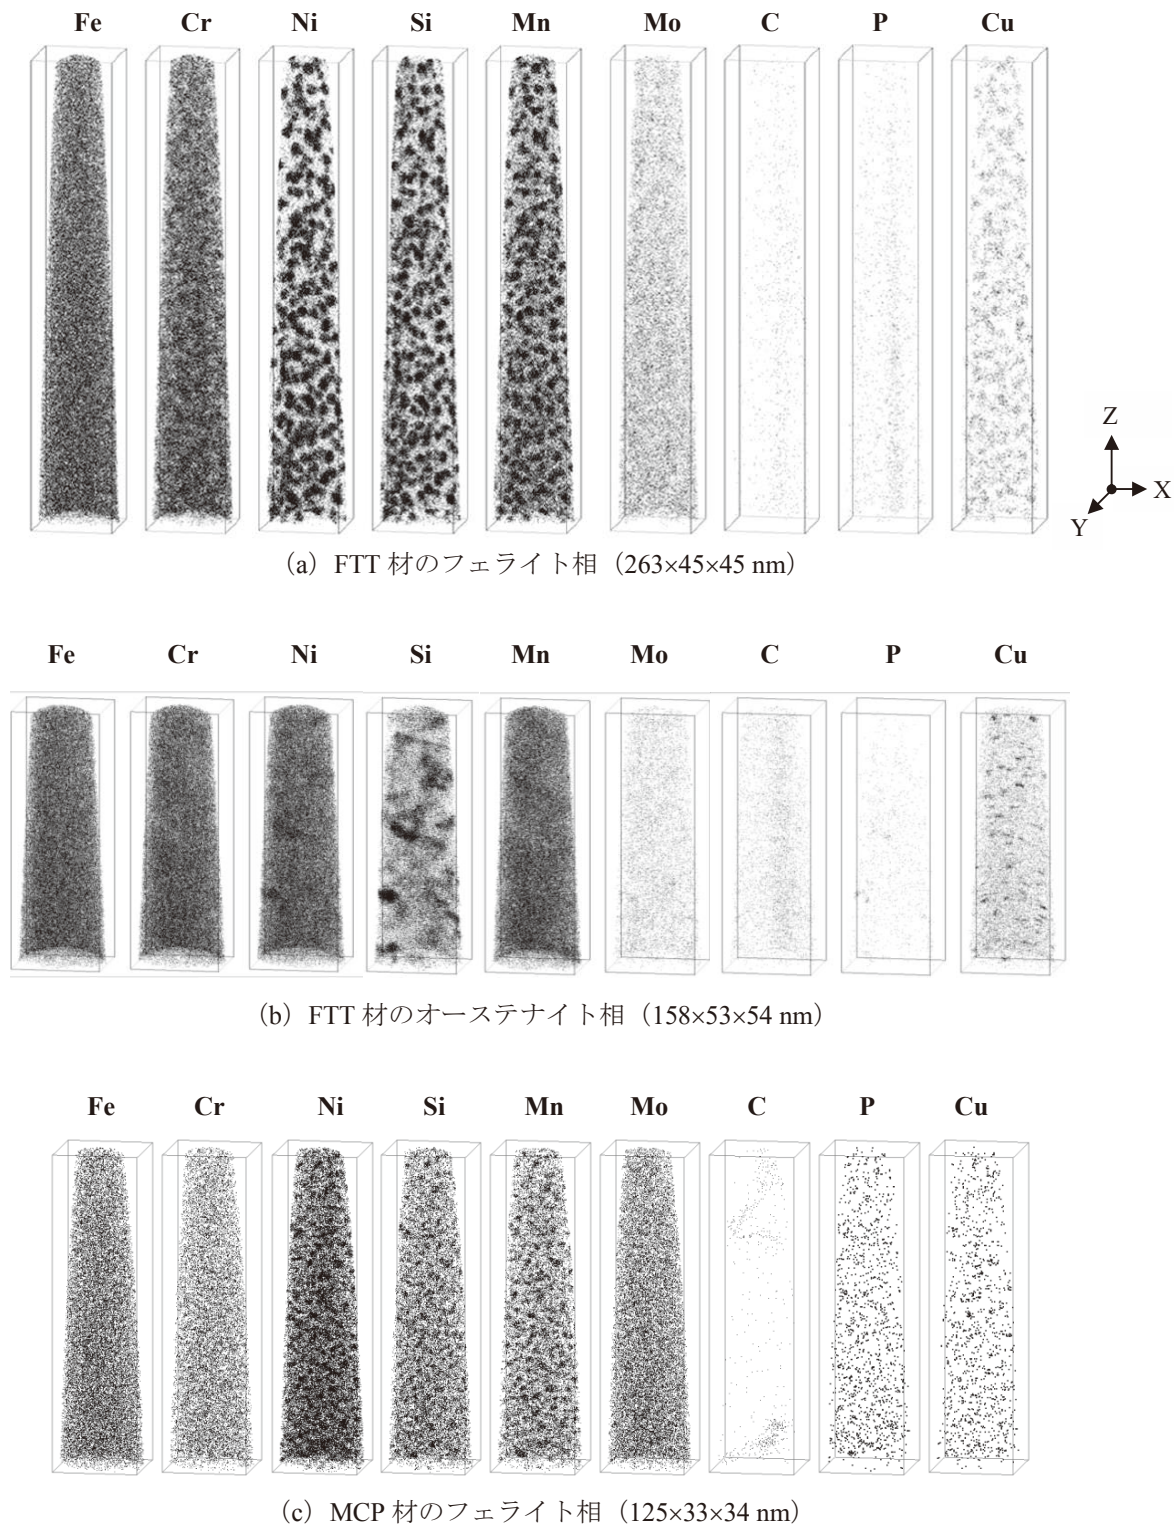 Fe Cr Ni Si Mn Mo C P Cu
Z
X
Y
(a) FTT 材のフェライト相（263×45×45 nm）
Fe Cr Ni Si Mn Mo C P Cu
(b) FTT 材のオーステナイト相（158×53×54 nm）
Fe Cr Ni Si Mn Mo C P Cu
(c) MCP 材のフェライト相（125×33×34 nm）